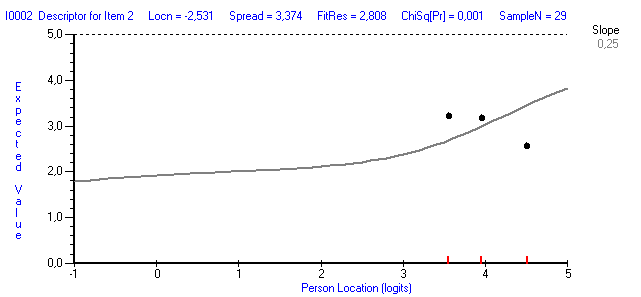 I0002 Descriptor for Item 2 Locn = -2,531 Spread = 3,374 FitRes = 2,808 ChiSq[Pr] = 0,001 SampleN = 29
Slope
0,25
5,0
4,0
3,0
2,0
1,0
0,0
Expected Value
-1 0 1 2 3 4 5
Person Location (logits)